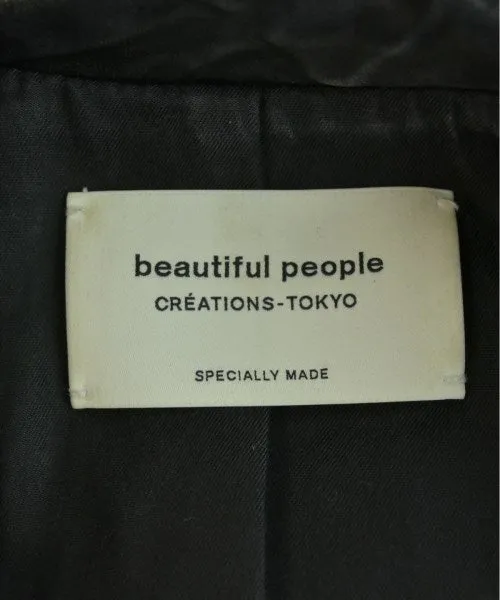 beautiful people
CRÉATIONS-TOKYO
SPECIALLY MADE